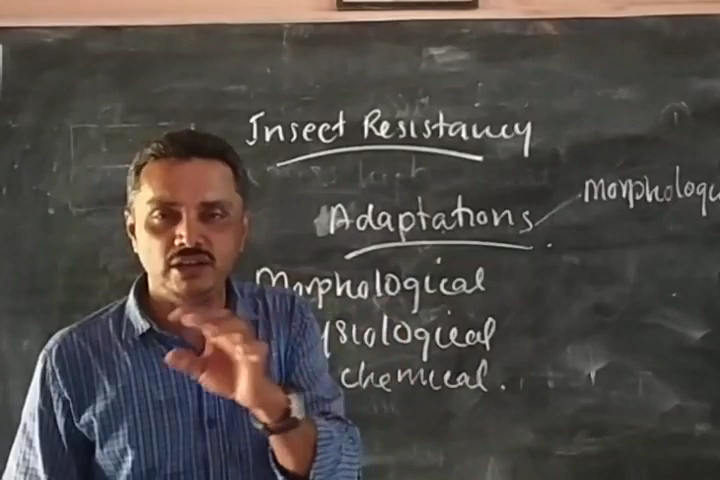 Insect Resistancy
Adaptations
Morphological
chemical.